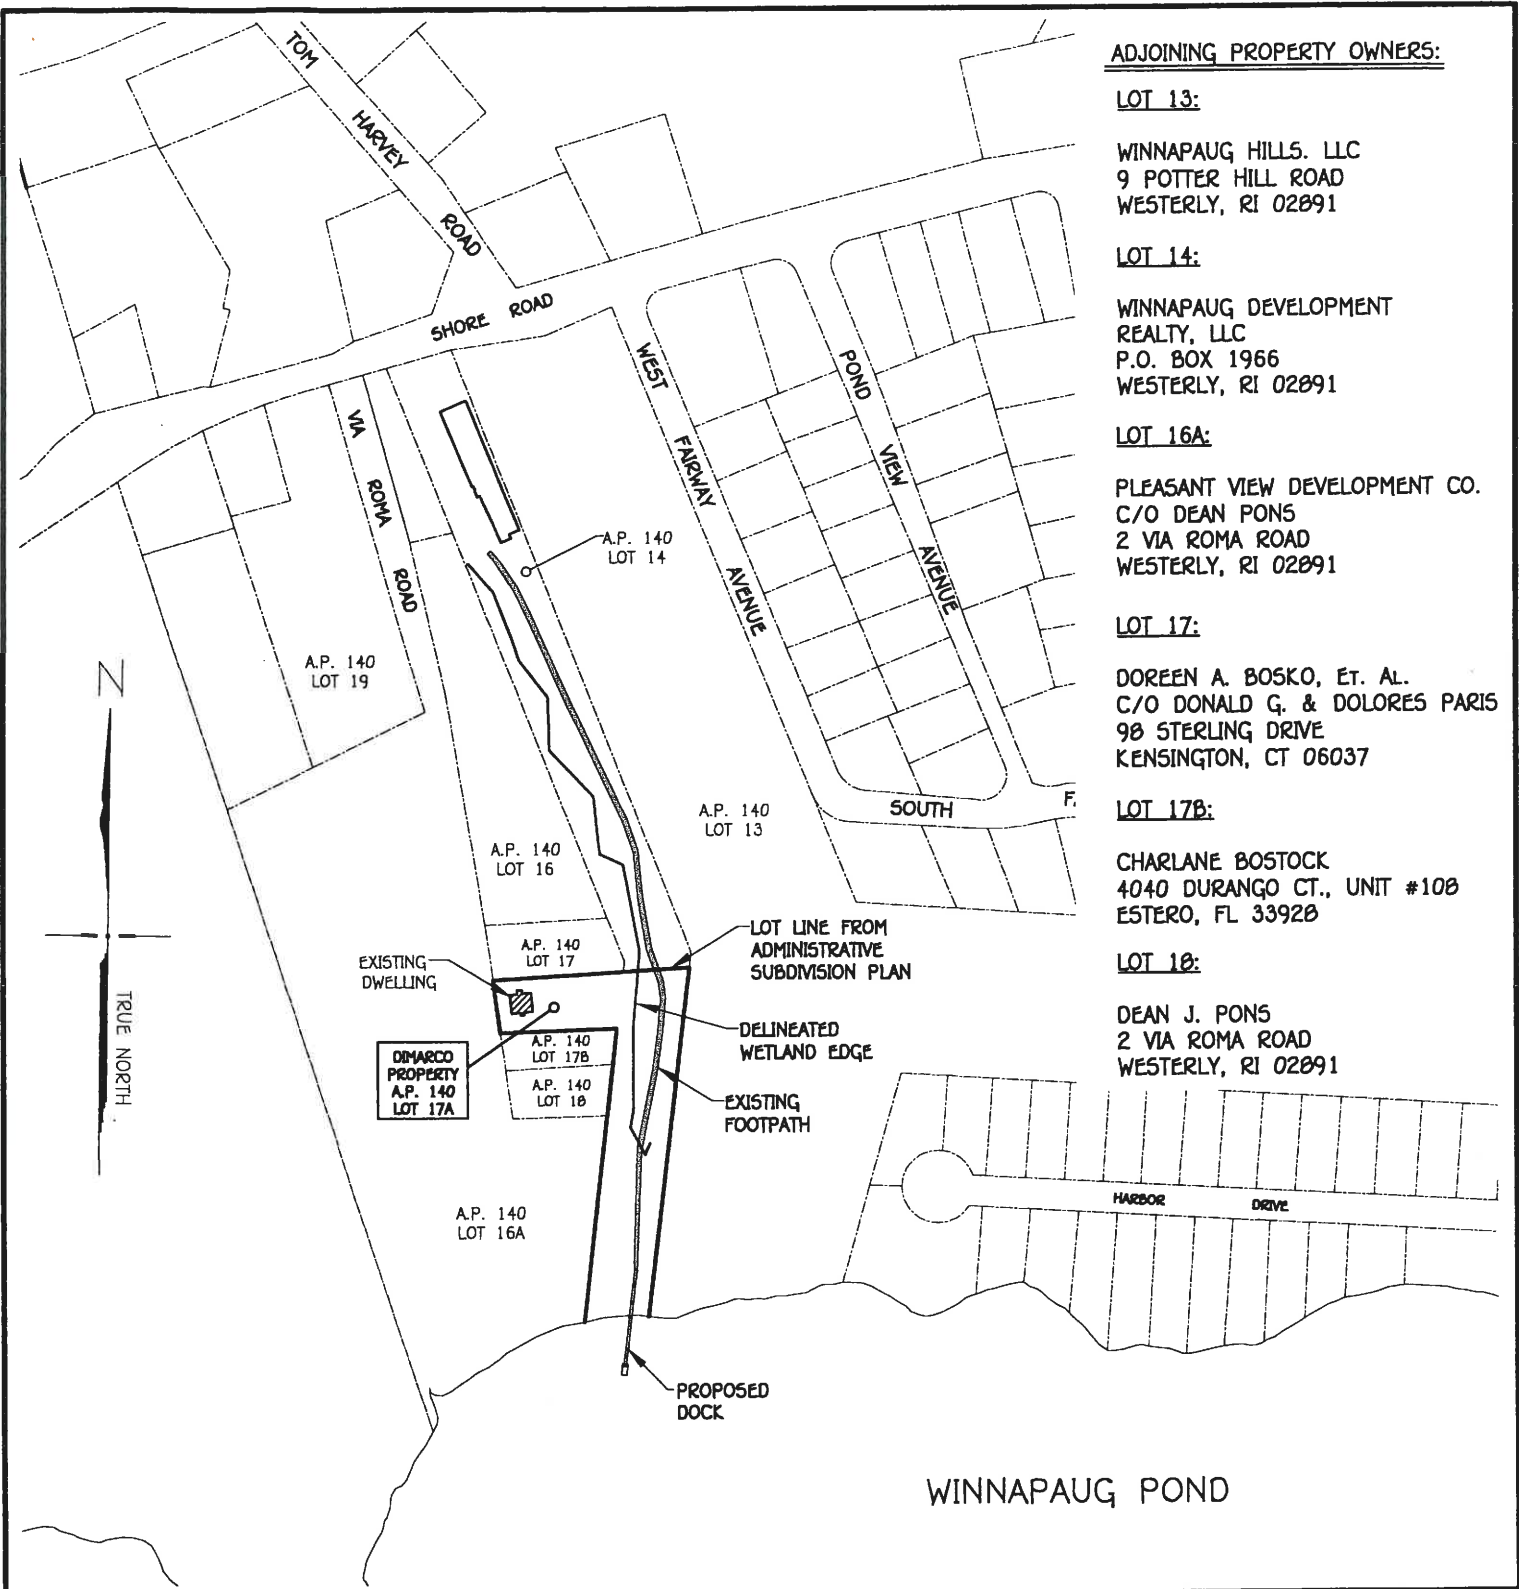 ADJOINING PROPERTY OWNERS:
LOT 13:
WINNAPAUG HILLS. LLC
9 POTTER HILL ROAD
WESTERLY, RI 02891
LOT 14:
WINNAPAUG DEVELOPMENT
REALTY, LLC
P.O. BOX 1966
WESTERLY, RI 02891
LOT 16A:
PLEASANT VIEW DEVELOPMENT CO.
C/O DEAN PONS
2 VIA ROMA ROAD
WESTERLY, RI 02891
LOT 17:
DOREEN A. BOSKO, ET. AL.
C/O DONALD G. & DOLORES PARIS
98 STERLING DRIVE
KENSINGTON, CT 06037
LOT 17B:
CHARLANE BOSTOCK
4040 DURANGO CT., UNIT #108
ESTERO, FL 33928
LOT 18:
DEAN J. PONS
2 VIA ROMA ROAD
WESTERLY, RI 02891
TOM HARVEY ROAD
SHORE ROAD
WEST FAIRWAY AVENUE
POND VIEW AVENUE
VIA ROMA ROAD
A.P. 140
LOT 14
A.P. 140
LOT 19
N
TRUE NORTH
A.P. 140
LOT 13
SOUTH F.
A.P. 140
LOT 16
A.P. 140
LOT 17
EXISTING
DWELLING
LOT LINE FROM
ADMINISTRATIVE
SUBDIVISION PLAN
DELINEATED
WETLAND EDGE
DIMARCO
PROPERTY
A.P. 140
LOT 17A
A.P. 140
LOT 17B
A.P. 140
LOT 18
EXISTING
FOOTPATH
A.P. 140
LOT 16A
HARBOR DRIVE
PROPOSED
DOCK
WINNAPAUG POND